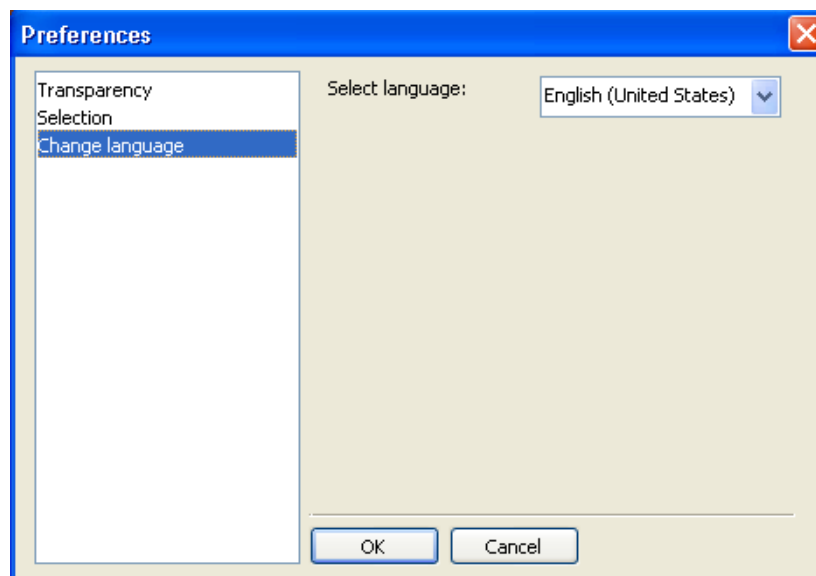 Preferences
Transparency
Selection
Change language
Select language:
English (United States)
OK
Cancel